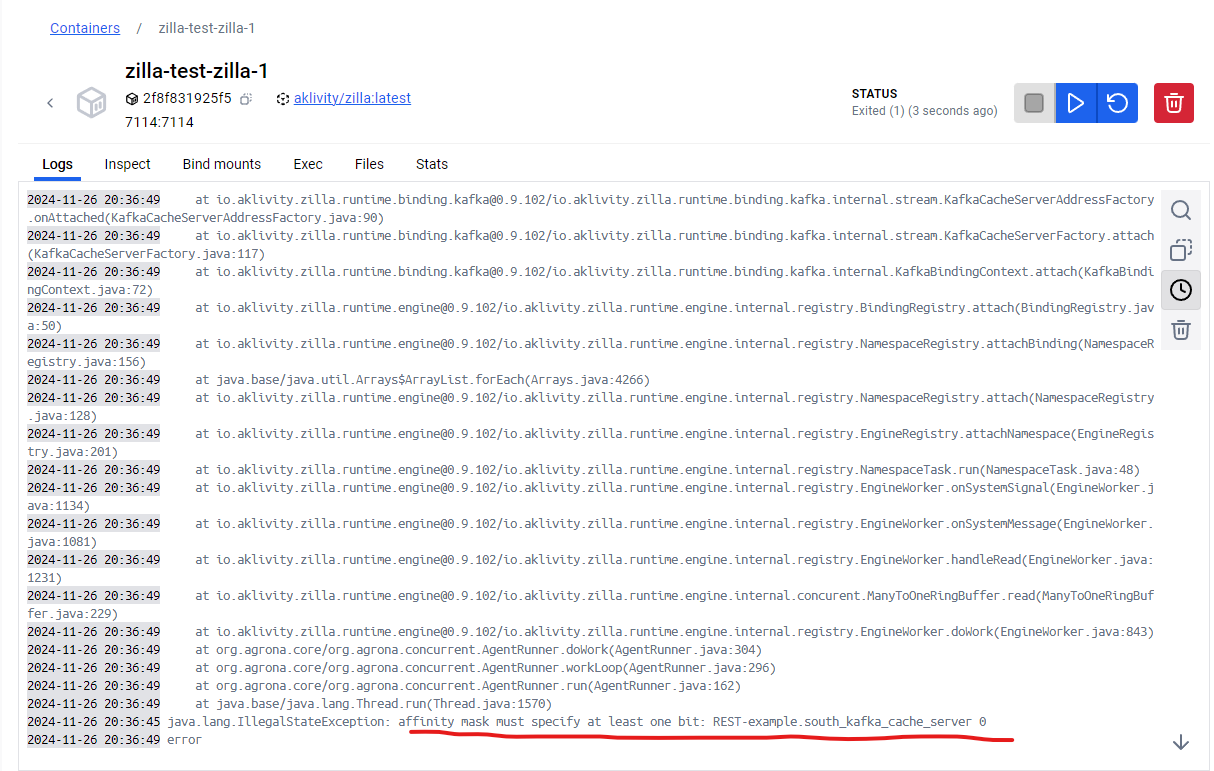 Containers / zilla-test-zilla-1
zilla-test-zilla-1
2f8f831925f5 aklivity/zilla:latest
7114:7114
STATUS
Exited (1) (3 seconds ago)
Logs Inspect Bind mounts Exec Files Stats
2024-11-26 20:36:49 at io.aklivity.zilla.runtime.binding.kafka@0.9.102/io.aklivity.zilla.runtime.binding.kafka.internal.stream.KafkaCacheServerAddressFactory
.onAttached(KafkaCacheServerAddressFactory.java:90)
2024-11-26 20:36:49 at io.aklivity.zilla.runtime.binding.kafka@0.9.102/io.aklivity.zilla.runtime.binding.kafka.internal.stream.KafkaCacheServerFactory.attach
(KafkaCacheServerFactory.java:117)
2024-11-26 20:36:49 at io.aklivity.zilla.runtime.binding.kafka@0.9.102/io.aklivity.zilla.runtime.binding.kafka.internal.KafkaBindingContext.attach(KafkaBindi
ngContext.java:72)
2024-11-26 20:36:49 at io.aklivity.zilla.runtime.engine@0.9.102/io.aklivity.zilla.runtime.engine.internal.registry.BindingRegistry.attach(BindingRegistry.jav
a:50)
2024-11-26 20:36:49 at io.aklivity.zilla.runtime.engine@0.9.102/io.aklivity.zilla.runtime.engine.internal.registry.NamespaceRegistry.attachBinding(NamespaceR
egistry.java:156)
2024-11-26 20:36:49 at java.base/java.util.Arrays$ArrayList.forEach(Arrays.java:4266)
2024-11-26 20:36:49 at io.aklivity.zilla.runtime.engine@0.9.102/io.aklivity.zilla.runtime.engine.internal.registry.NamespaceRegistry.attach(NamespaceRegistry
.java:128)
2024-11-26 20:36:49 at io.aklivity.zilla.runtime.engine@0.9.102/io.aklivity.zilla.runtime.engine.internal.registry.EngineRegistry.attachNamespace(EngineRegis
try.java:201)
2024-11-26 20:36:49 at io.aklivity.zilla.runtime.engine@0.9.102/io.aklivity.zilla.runtime.engine.internal.registry.NamespaceTask.run(NamespaceTask.java:48)
2024-11-26 20:36:49 at io.aklivity.zilla.runtime.engine@0.9.102/io.aklivity.zilla.runtime.engine.internal.registry.EngineWorker.onSystemSignal(EngineWorker.j
ava:1134)
2024-11-26 20:36:49 at io.aklivity.zilla.runtime.engine@0.9.102/io.aklivity.zilla.runtime.engine.internal.registry.EngineWorker.onSystemMessage(EngineWorker.
java:1081)
2024-11-26 20:36:49 at io.aklivity.zilla.runtime.engine@0.9.102/io.aklivity.zilla.runtime.engine.internal.registry.EngineWorker.handleRead(EngineWorker.java:
1231)
2024-11-26 20:36:49 at io.aklivity.zilla.runtime.engine@0.9.102/io.aklivity.zilla.runtime.engine.internal.concurent.ManyToOneRingBuffer.read(ManyToOneRingBuf
fer.java:229)
2024-11-26 20:36:49 at io.aklivity.zilla.runtime.engine@0.9.102/io.aklivity.zilla.runtime.engine.internal.registry.EngineWorker.doWork(EngineWorker.java:843)
2024-11-26 20:36:49 at org.agrona.core/org.agrona.concurrent.AgentRunner.doWork(AgentRunner.java:304)
2024-11-26 20:36:49 at org.agrona.core/org.agrona.concurrent.AgentRunner.workLoop(AgentRunner.java:296)
2024-11-26 20:36:49 at org.agrona.core/org.agrona.concurrent.AgentRunner.run(AgentRunner.java:162)
2024-11-26 20:36:49 at java.base/java.lang.Thread.run(Thread.java:1570)
2024-11-26 20:36:45 java.lang.IllegalStateException: affinity mask must specify at least one bit: REST-example.south_kafka_cache_server 0
2024-11-26 20:36:49 error